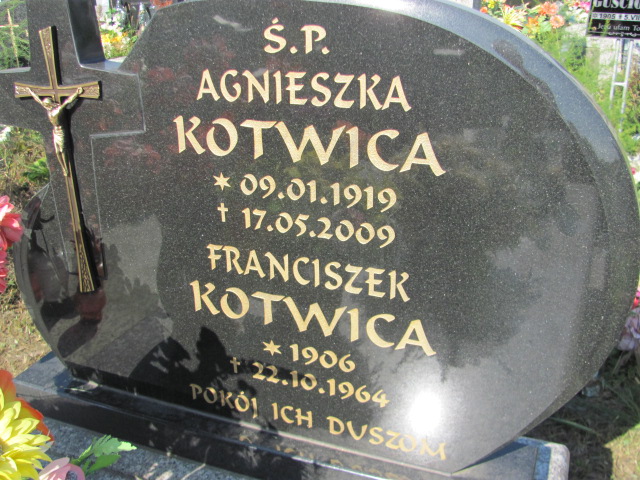 Ś.P.
AGNIESZKA
KOTWICA
* 09.01.1919
† 17.05.2009
FRANCISZEK
KOTWICA
* 1906
† 22.10.1964
POKÓJ ICH DUSZOM